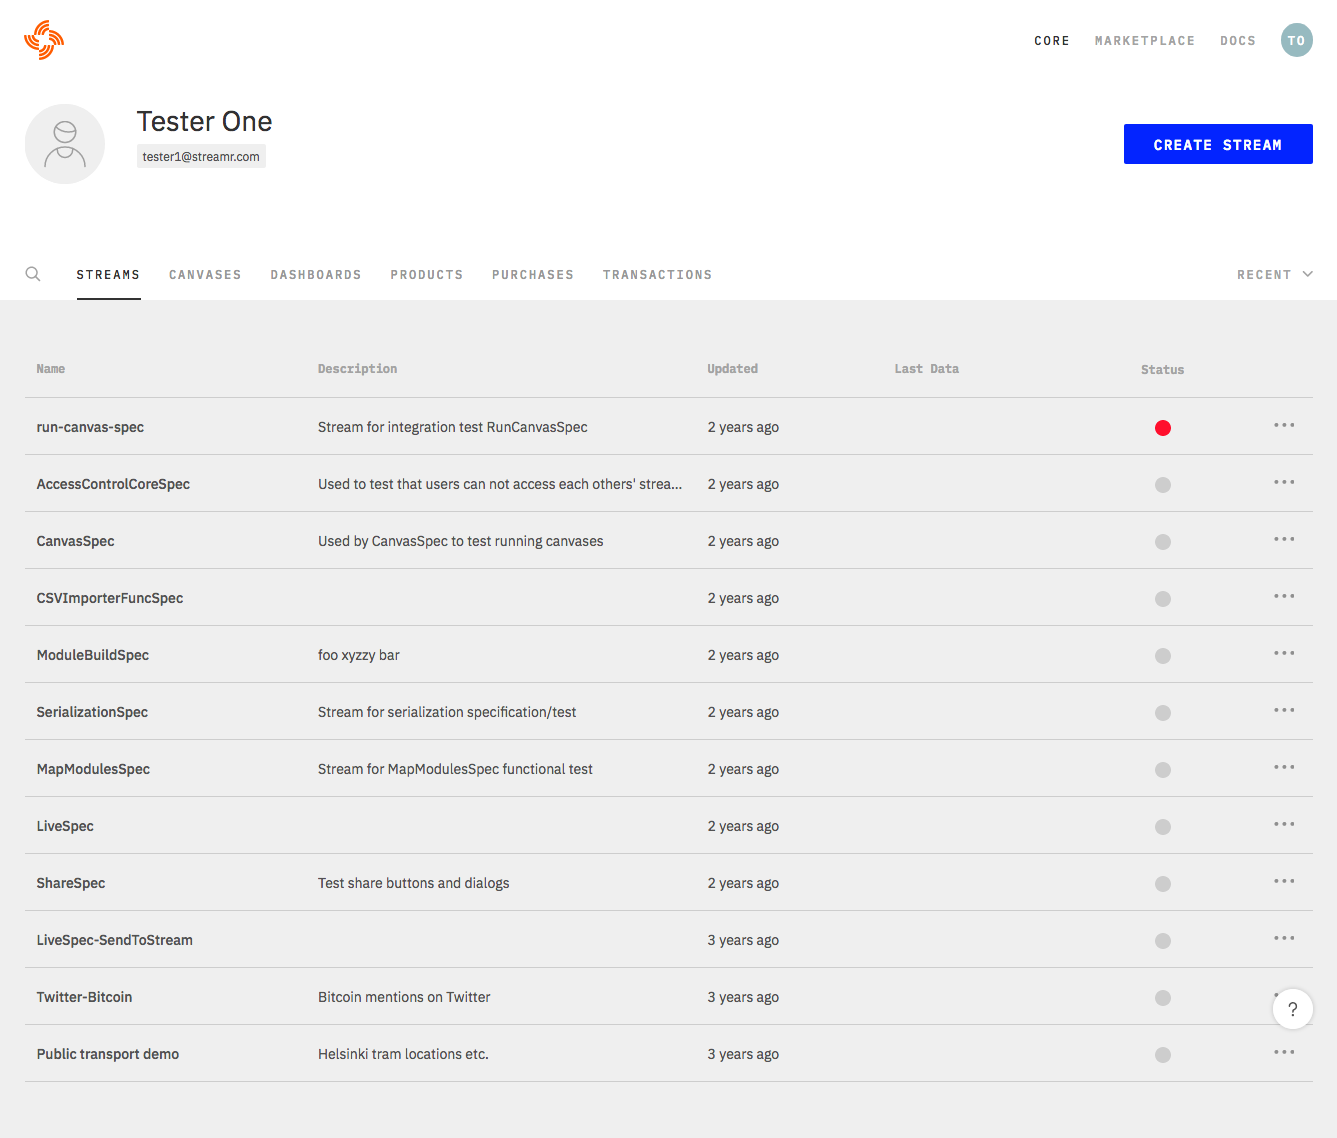 CORE MARKETPLACE DOCS TO
Tester One
tester1@streamr.com
CREATE STREAM
STREAMS CANVASES DASHBOARDS PRODUCTS PURCHASES TRANSACTIONS RECENT
Name Description Updated Last Data Status
run-canvas-spec Stream for integration test RunCanvasSpec 2 years ago
AccessControlCoreSpec Used to test that users can not access each others' strea... 2 years ago
CanvasSpec Used by CanvasSpec to test running canvases 2 years ago
CSVImporterFuncSpec 2 years ago
ModuleBuildSpec foo xyzzy bar 2 years ago
SerializationSpec Stream for serialization specification/test 2 years ago
MapModulesSpec Stream for MapModulesSpec functional test 2 years ago
LiveSpec 2 years ago
ShareSpec Test share buttons and dialogs 2 years ago
LiveSpec-SendToStream 3 years ago
Twitter-Bitcoin Bitcoin mentions on Twitter 3 years ago
?
Public transport demo Helsinki tram locations etc. 3 years ago